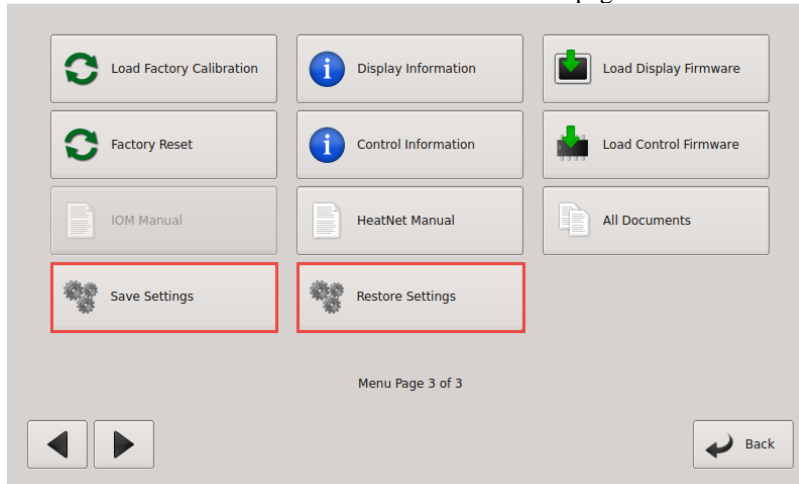 Load Factory Calibration
Display Information
Load Display Firmware
Factory Reset
Control Information
Load Control Firmware
IOM Manual
HeatNet Manual
All Documents
Save Settings
Restore Settings
Menu Page 3 of 3
Back